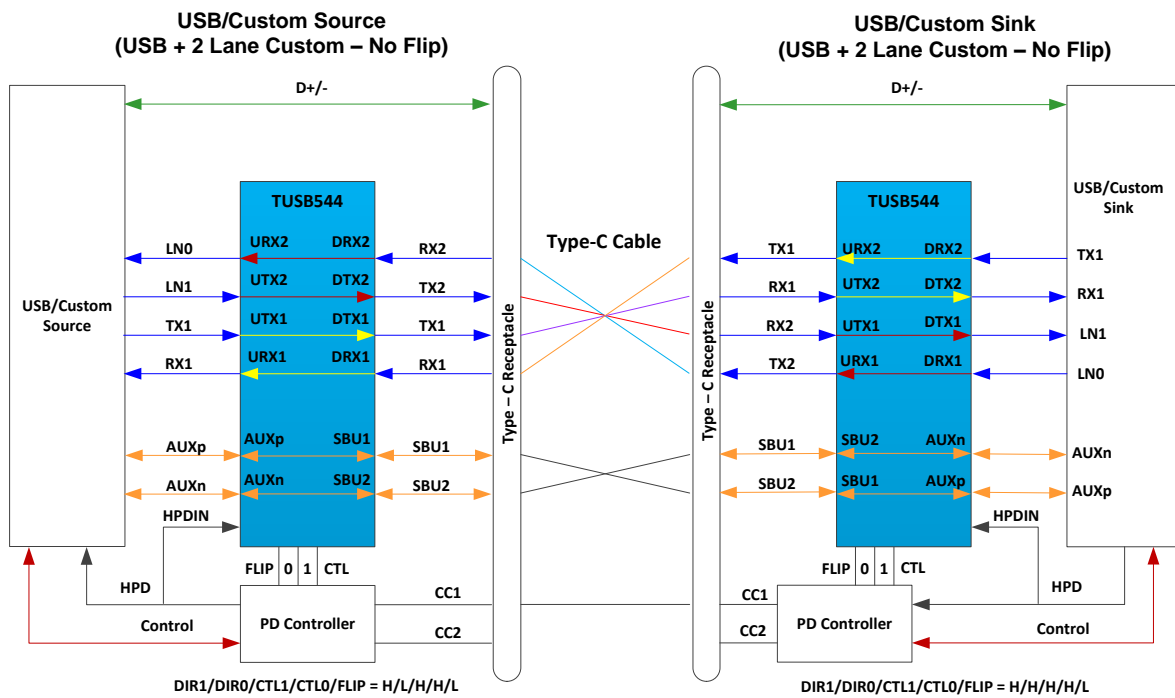 USB/Custom Source
(USB + 2 Lane Custom – No Flip)
USB/Custom Sink
(USB + 2 Lane Custom – No Flip)
D+/-
D+/-
USB/Custom
Source
TUSB544
LN0
URX2
DRX2
RX2
LN1
UTX2
DTX2
TX2
TX1
UTX1
DTX1
TX1
RX1
URX1
DRX1
RX1
AUXp
AUXp
SBU1
SBU1
AUXn
AUXn
SBU2
SBU2
HPDIN
FLIP
0
1
CTL
HPD
Control
PD Controller
CC1
CC2
Type – C Receptacle
Type-C Cable
Type – C Receptacle
TUSB544
USB/Custom
Sink
TX1
URX2
DRX2
TX1
RX1
UTX2
DTX2
RX1
RX2
UTX1
DTX1
LN1
TX2
URX1
DRX1
LN0
SBU1
SBU2
AUXn
AUXn
SBU2
SBU1
AUXp
AUXp
HPDIN
FLIP
0
1
CTL
HPD
CC1
CC2
PD Controller
Control
DIR1/DIR0/CTL1/CTL0/FLIP = H/L/H/H/L
DIR1/DIR0/CTL1/CTL0/FLIP = H/H/H/H/L